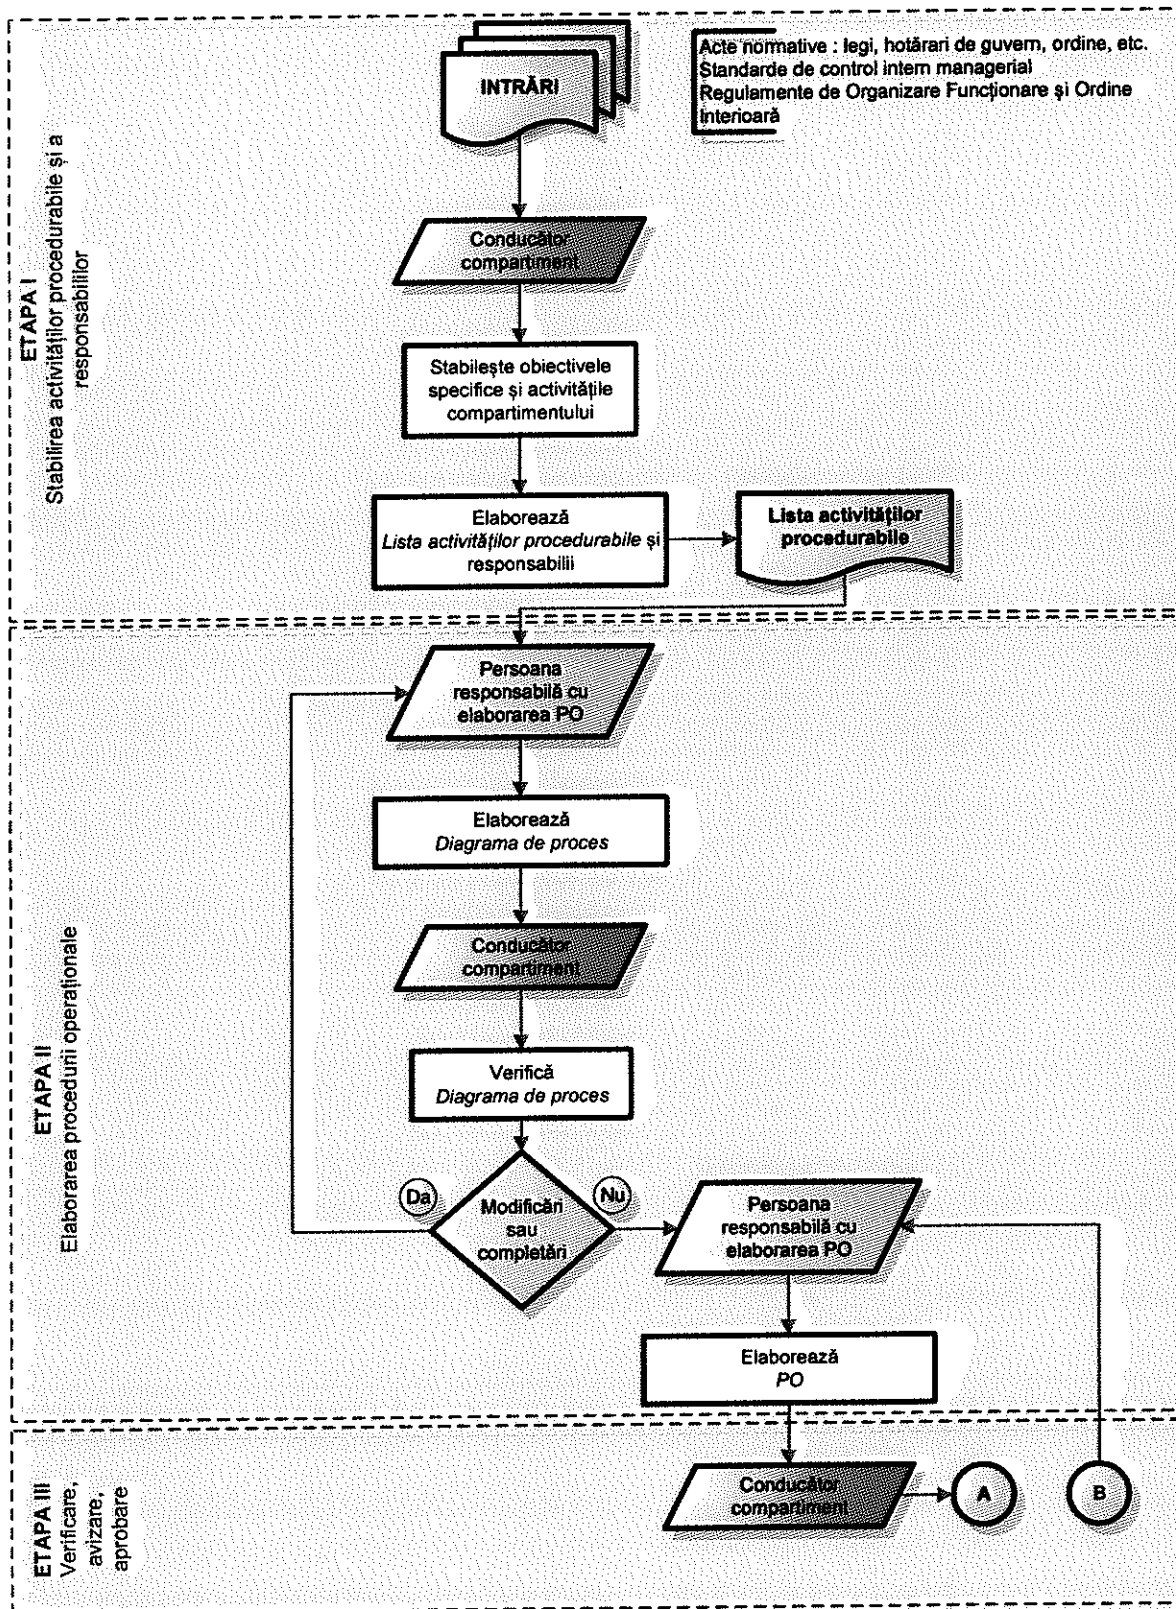 INTRĂRI
Acte normative : legi, hotărari de guvern, ordine, etc.
Standarde de control intern managerial
Regulamente de Organizare Funcționare și Ordine
Interioară
ETAPA I
Stabilirea activităților procedurabile și a
responsabililor
Conducător
compartiment
Stabilește obiectivele
specifice și activitățile
compartimentului
Elaborează
Lista activităților procedurabile și
responsabilii
Lista activităților
procedurabile
ETAPA II
Elaborarea procedurii operaționale
Persoana
responsabilă cu
elaborarea PO
Elaborează
Diagrama de proces
Conducător
compartiment
Verifică
Diagrama de proces
Da
Modificări
sau
completări
Nu
Persoana
responsabilă cu
elaborarea PO
Elaborează
PO
ETAPA III
Verificare,
avizare,
aprobare
Conducător
compartiment
A
B